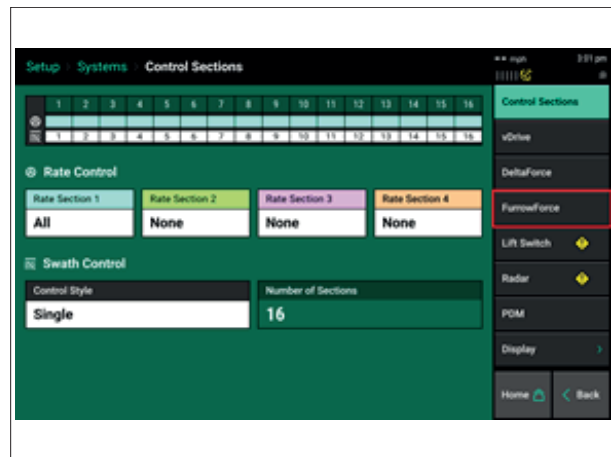 Setup > Systems > Control Sections
** mph 3:01 pm
1 2 3 4 5 6 7 8 9 10 11 12 13 14 15 16
1 2 3 4 5 6 7 8 9 10 11 12 13 14 15 16
Rate Control
Rate Section 1 Rate Section 2 Rate Section 3 Rate Section 4
All None None None
Swath Control
Control Style Number of Sections
Single 16
Control Sections
vDrive
DeltaForce
FurrowForce
Lift Switch
Radar
PDM
Display >
Home < Back